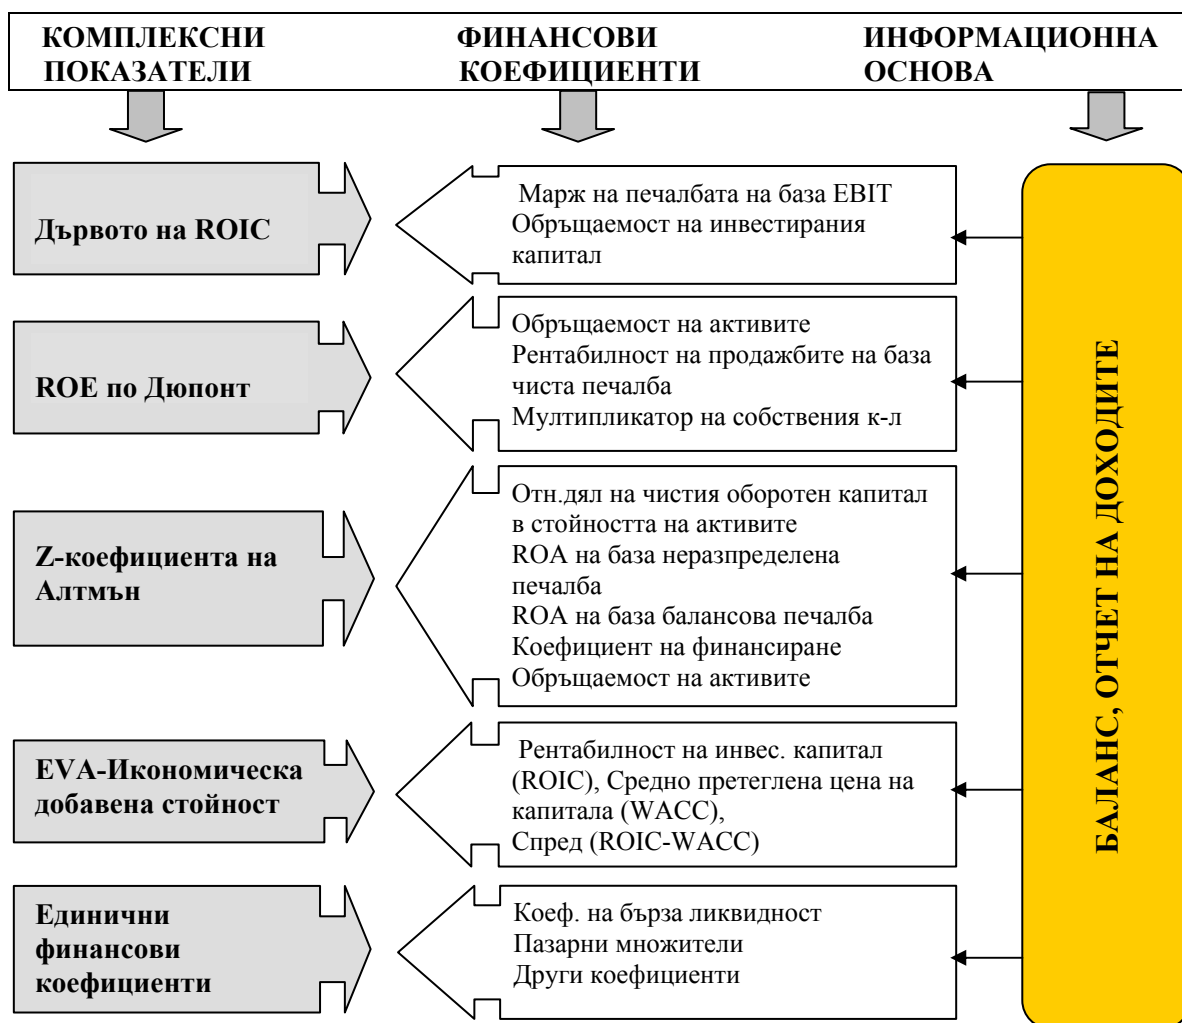 КОМПЛЕКСНИ ПОКАЗАТЕЛИ
ФИНАНСОВИ КОЕФИЦИЕНТИ
ИНФОРМАЦИОННА ОСНОВА
Дървото на ROIC
Марж на печалбата на база EBIT
Обръщаемост на инвестирания
капитал
ROE по Дюпонт
Обръщаемост на активите
Рентабилност на продажбите на база
чиста печалба
Мултипликатор на собствения к-л
Z-коефициента на
Алтмън
Отн.дял на чистия оборотен капитал
в стойността на активите
ROA на база неразпределена
печалба
ROA на база балансова печалба
Коефициент на финансиране
Обръщаемост на активите
EVA-Икономическа
добавена стойност
Рентабилност на инвес. капитал
(ROIC), Средно претеглена цена на
капитала (WACC),
Спред (ROIC-WACC)
Единични
финансови
коефициенти
Коеф. на бърза ликвидност
Пазарни множители
Други коефициенти
БАЛАНС, ОТЧЕТ НА ДОХОДИТЕ